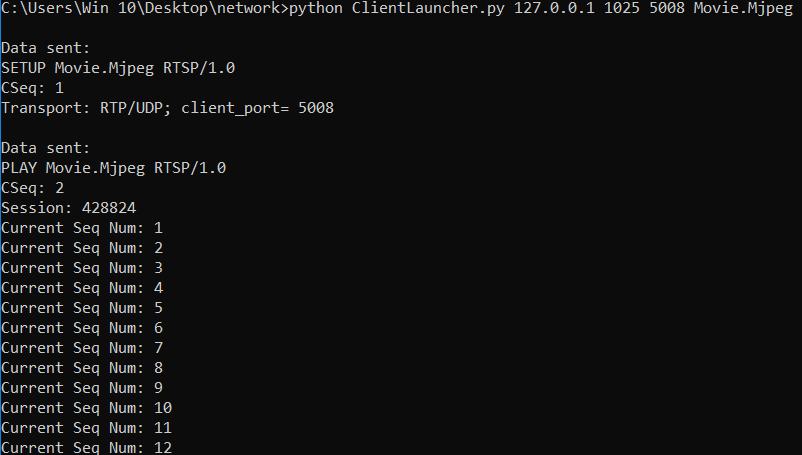 C:\Users\Win 10\Desktop\network>python ClientLauncher.py 127.0.0.1 1025 5008 Movie.Mjpeg
Data sent:
SETUP Movie.Mjpeg RTSP/1.0
CSeq: 1
Transport: RTP/UDP; client_port= 5008
Data sent:
PLAY Movie.Mjpeg RTSP/1.0
CSeq: 2
Session: 428824
Current Seq Num: 1
Current Seq Num: 2
Current Seq Num: 3
Current Seq Num: 4
Current Seq Num: 5
Current Seq Num: 6
Current Seq Num: 7
Current Seq Num: 8
Current Seq Num: 9
Current Seq Num: 10
Current Seq Num: 11
Current Seq Num: 12